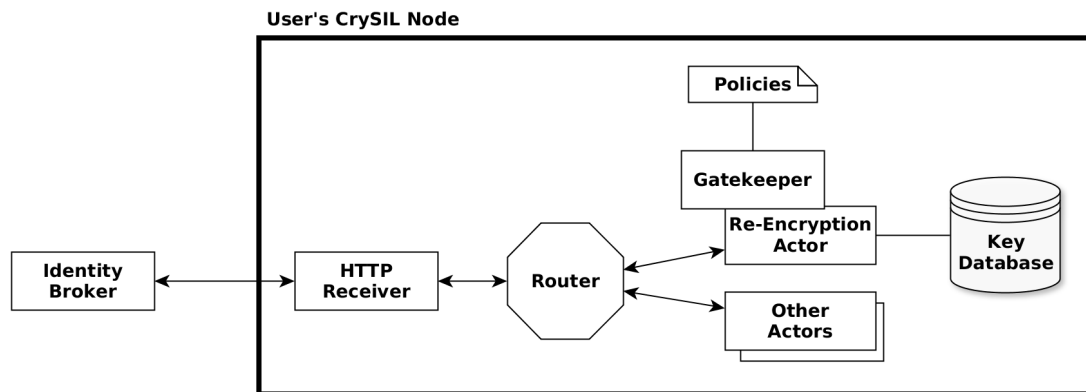 User's CrySIL Node
Policies
Gatekeeper
Re-Encryption
Actor
Key
Database
Identity
Broker
HTTP
Receiver
Router
Other
Actors